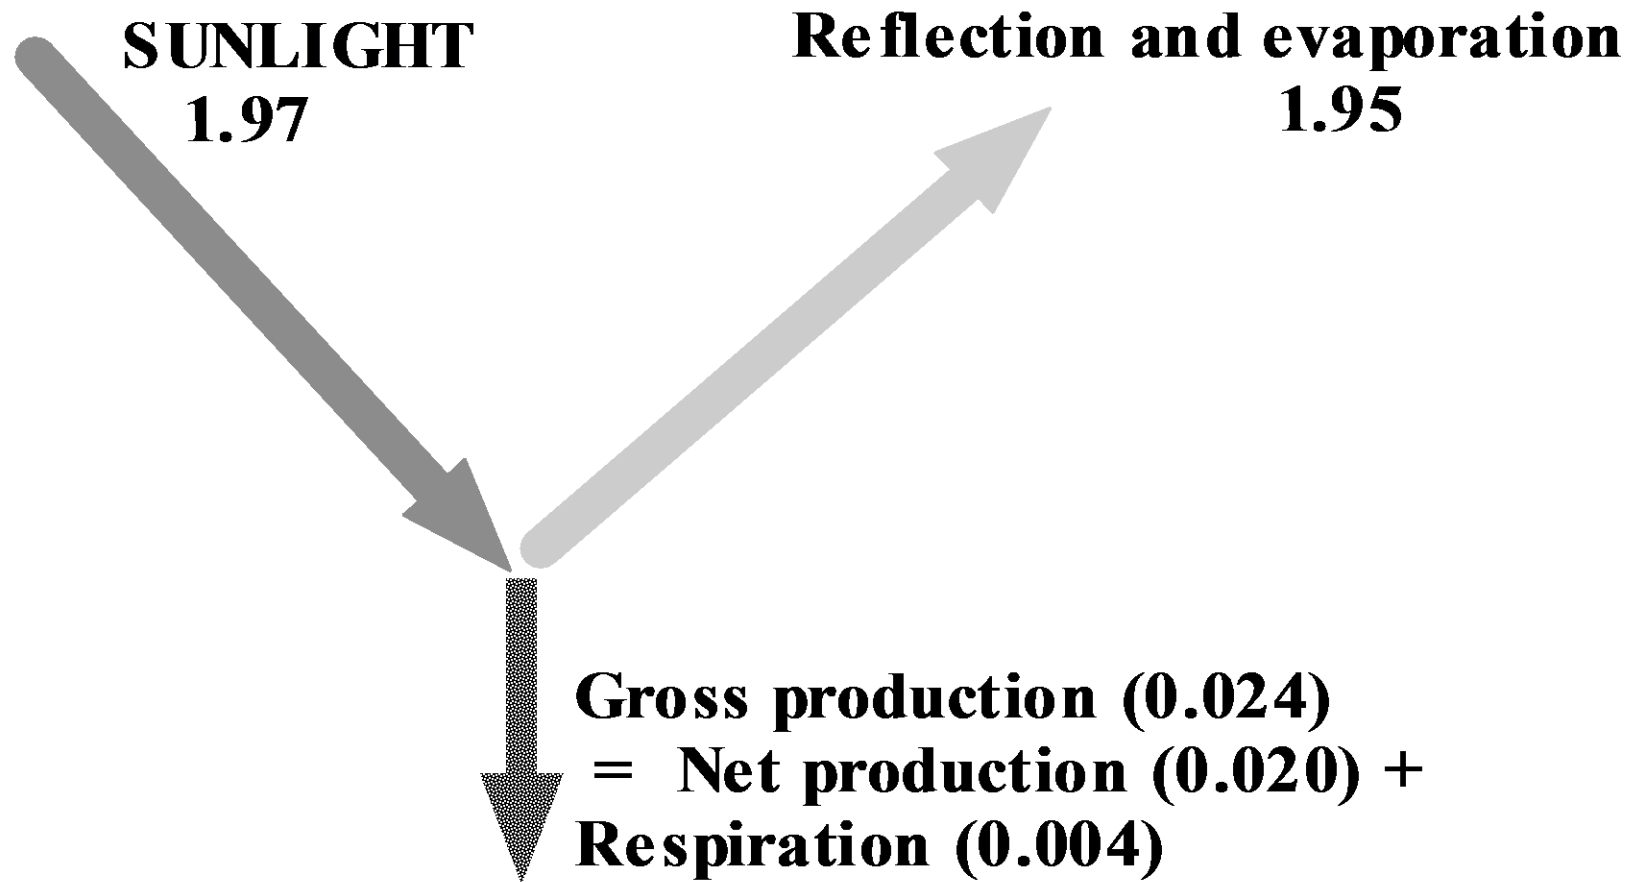 SUNLIGHT
1.97
Reflection and evaporation
1.95
Gross production (0.024)
= Net production (0.020) +
Respiration (0.004)